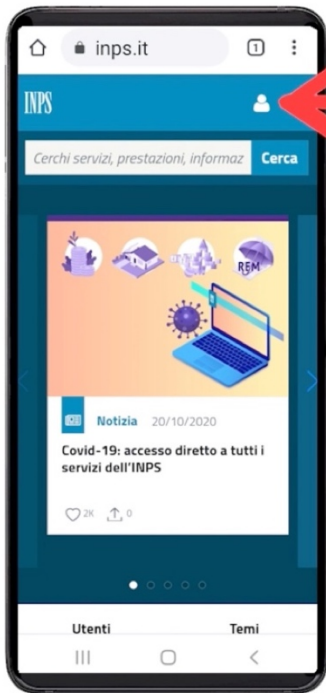 inps.it
1
INPS
Cerchi servizi, prestazioni, informaz
Cerca
REM
Notizia 20/10/2020
Covid-19: accesso diretto a tutti i
servizi dell'INPS
2K 0
Utenti Temi